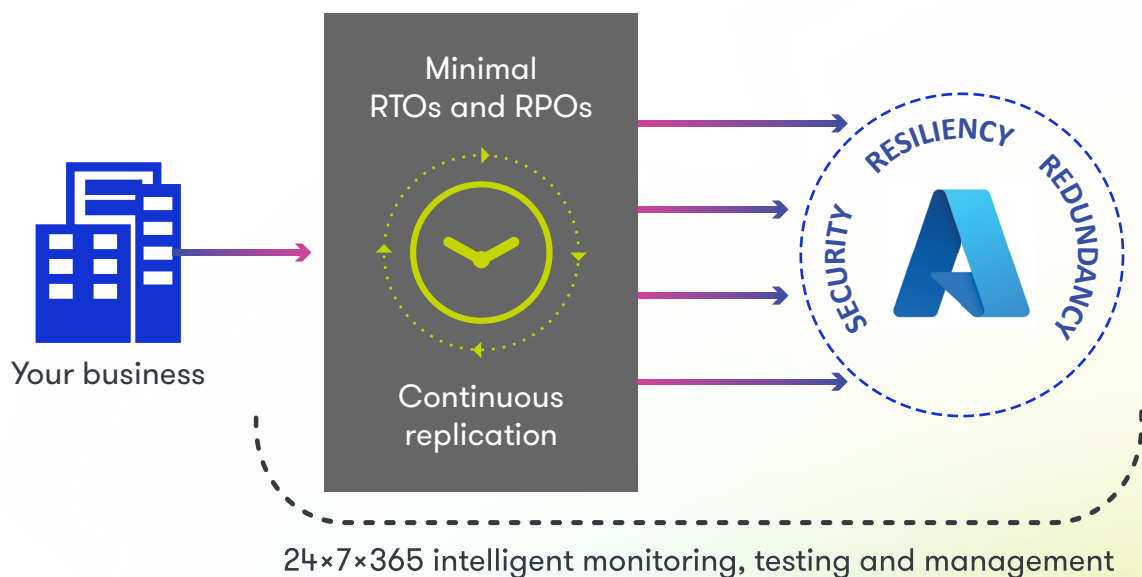 Minimal
RTOs and RPOs
Your business
Continuous
replication
SECURITY
RESILIENCY
REDUNDANCY
24×7×365 intelligent monitoring, testing and management